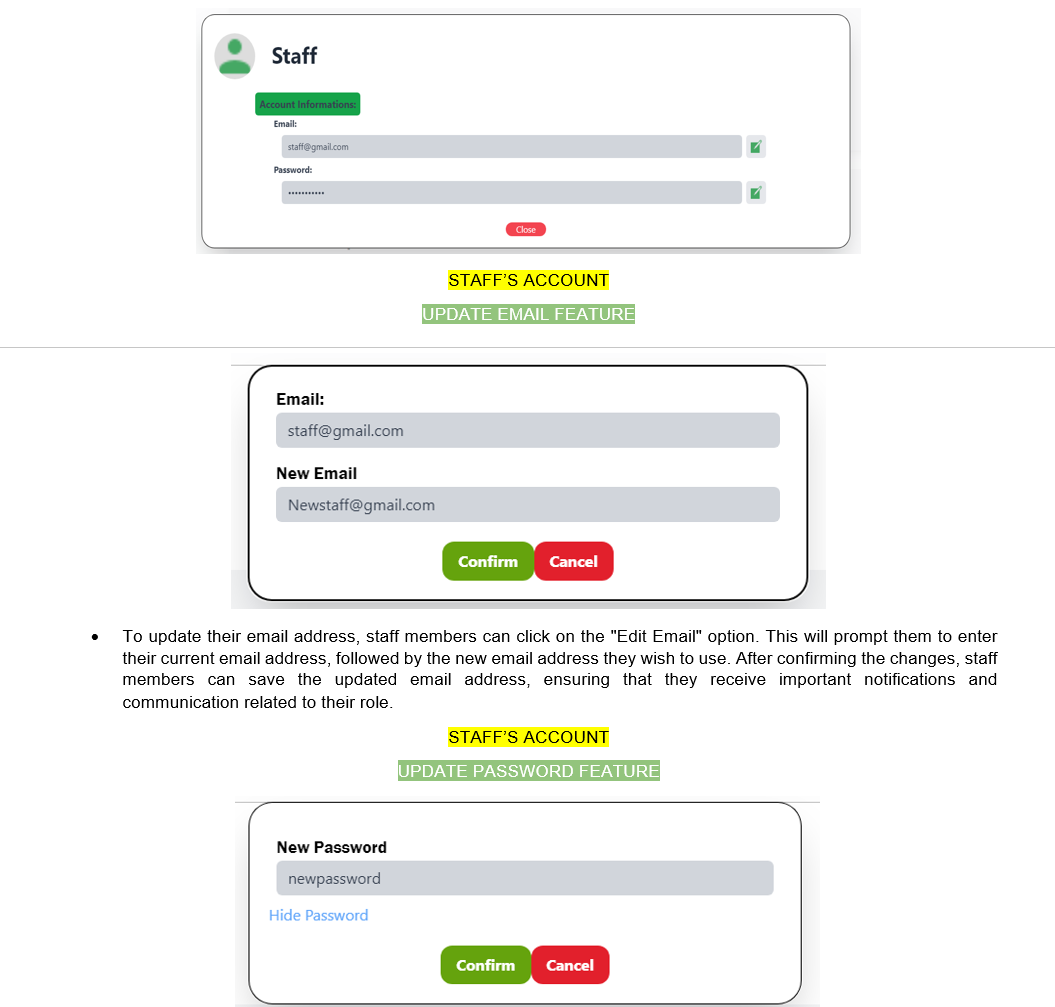 Staff
Account Informations:
Email:
staff@gmail.com
Password:
•••••••••••
Close
STAFF'S ACCOUNT
UPDATE EMAIL FEATURE
Email:
staff@gmail.com
New Email
Newstaff@gmail.com
Confirm Cancel
• To update their email address, staff members can click on the "Edit Email" option. This will prompt them to enter
their current email address, followed by the new email address they wish to use. After confirming the changes, staff
members can save the updated email address, ensuring that they receive important notifications and
communication related to their role.
STAFF'S ACCOUNT
UPDATE PASSWORD FEATURE
New Password
newpassword
Hide Password
Confirm Cancel